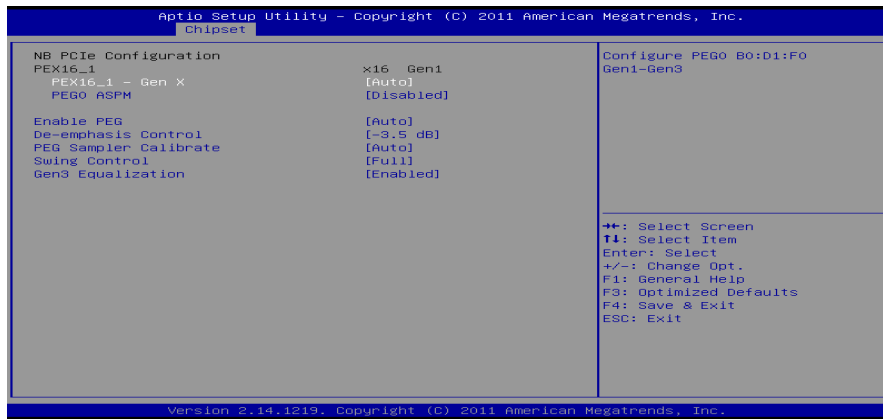 Aptio Setup Utility – Copyright (C) 2011 American Megatrends, Inc.
Chipset
NB PCIe Configuration
PEX16_1 x16 Gen1
PEX16_1 – Gen X [Auto]
PEG0 ASPM [Disabled]
Enable PEG [Auto]
De-emphasis Control [-3.5 dB]
PEG Sampler Calibrate [Auto]
Swing Control [Full]
Gen3 Equalization [Enabled]
Configure PEG0 B0:D1:F0
Gen1-Gen3
→←: Select Screen
↑↓: Select Item
Enter: Select
+/-: Change Opt.
F1: General Help
F3: Optimized Defaults
F4: Save & Exit
ESC: Exit
Version 2.14.1219. Copyright (C) 2011 American Megatrends, Inc.